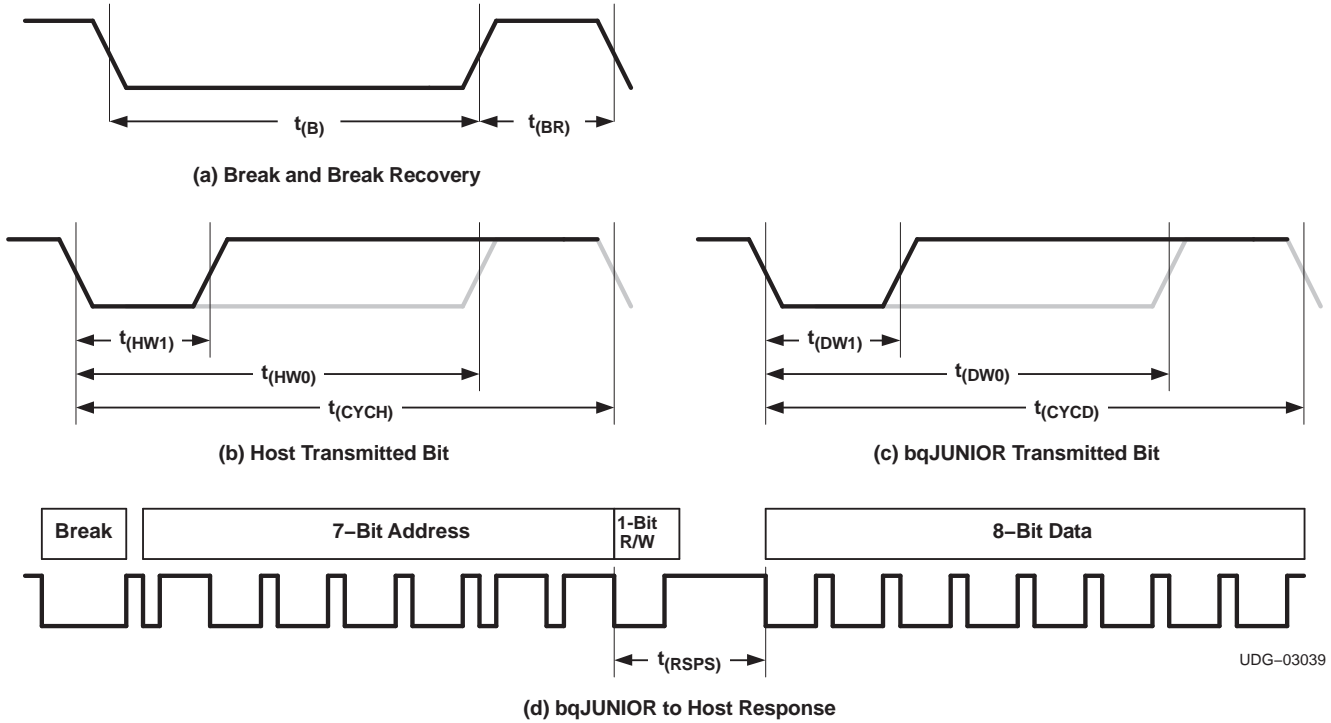 t(B)
t(BR)
(a) Break and Break Recovery
t(HW1)
t(HW0)
t(CYCH)
(b) Host Transmitted Bit
t(DW1)
t(DW0)
t(CYCD)
(c) bqJUNIOR Transmitted Bit
Break
7−Bit Address
1-Bit
R/W
8−Bit Data
t(RSPS)
UDG−03039
(d) bqJUNIOR to Host Response